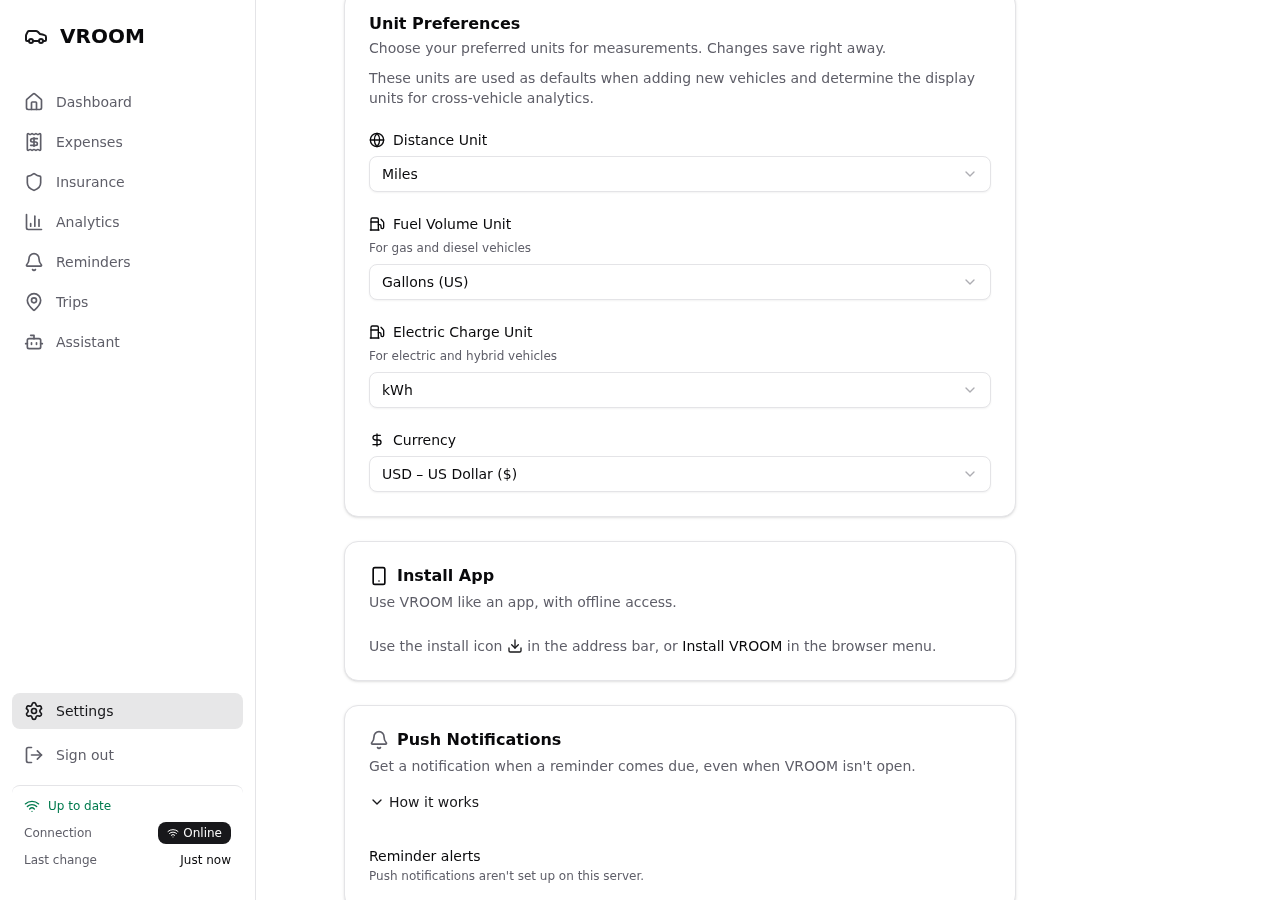 VROOM
Dashboard
Expenses
Insurance
Analytics
Reminders
Trips
Assistant
Settings
Sign out
Up to date
Connection
Online
Last change
Just now
Unit Preferences
Choose your preferred units for measurements. Changes save right away.
These units are used as defaults when adding new vehicles and determine the display
units for cross-vehicle analytics.
Distance Unit
Miles
Fuel Volume Unit
For gas and diesel vehicles
Gallons (US)
Electric Charge Unit
For electric and hybrid vehicles
kWh
Currency
USD – US Dollar ($)
Install App
Use VROOM like an app, with offline access.
Use the install icon in the address bar, or Install VROOM in the browser menu.
Push Notifications
Get a notification when a reminder comes due, even when VROOM isn't open.
How it works
Reminder alerts
Push notifications aren't set up on this server.